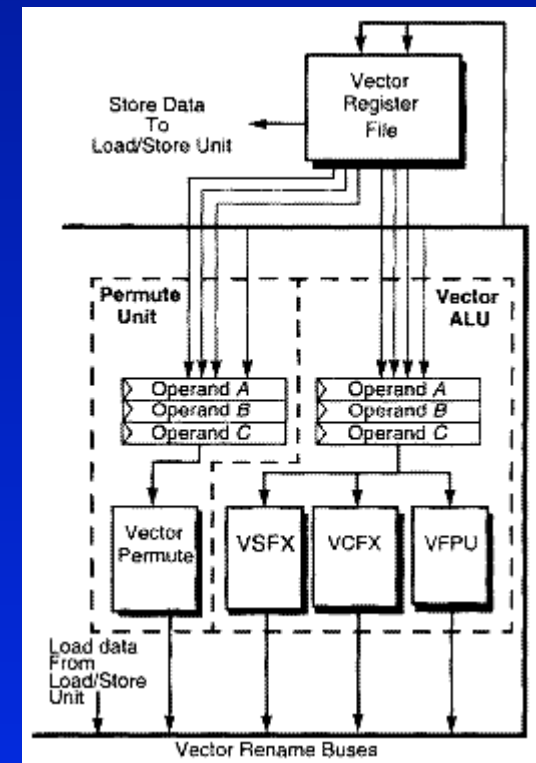 Vector
Register
File
Store Data
To
Load/Store Unit
Permute
Unit
Vector
ALU
Operand A
Operand B
Operand C
Operand A
Operand B
Operand C
Vector
Permute
VSFX
VCFX
VFPU
Load data
From
Load/Store
Unit
Vector Rename Buses